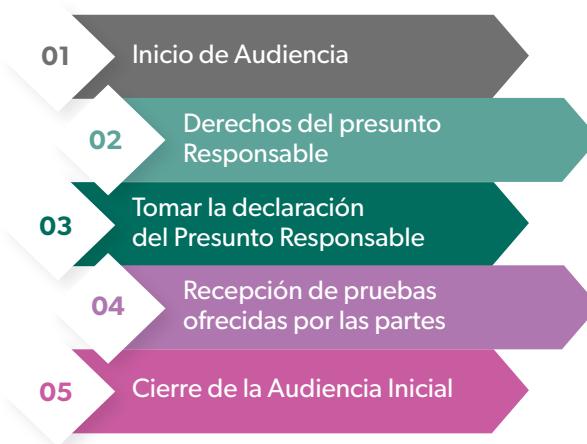 01
Inicio de Audiencia
02
Derechos del presunto
Responsable
03
Tomar la declaración
del Presunto Responsable
04
Recepción de pruebas
ofrecidas por las partes
05
Cierre de la Audiencia Inicial